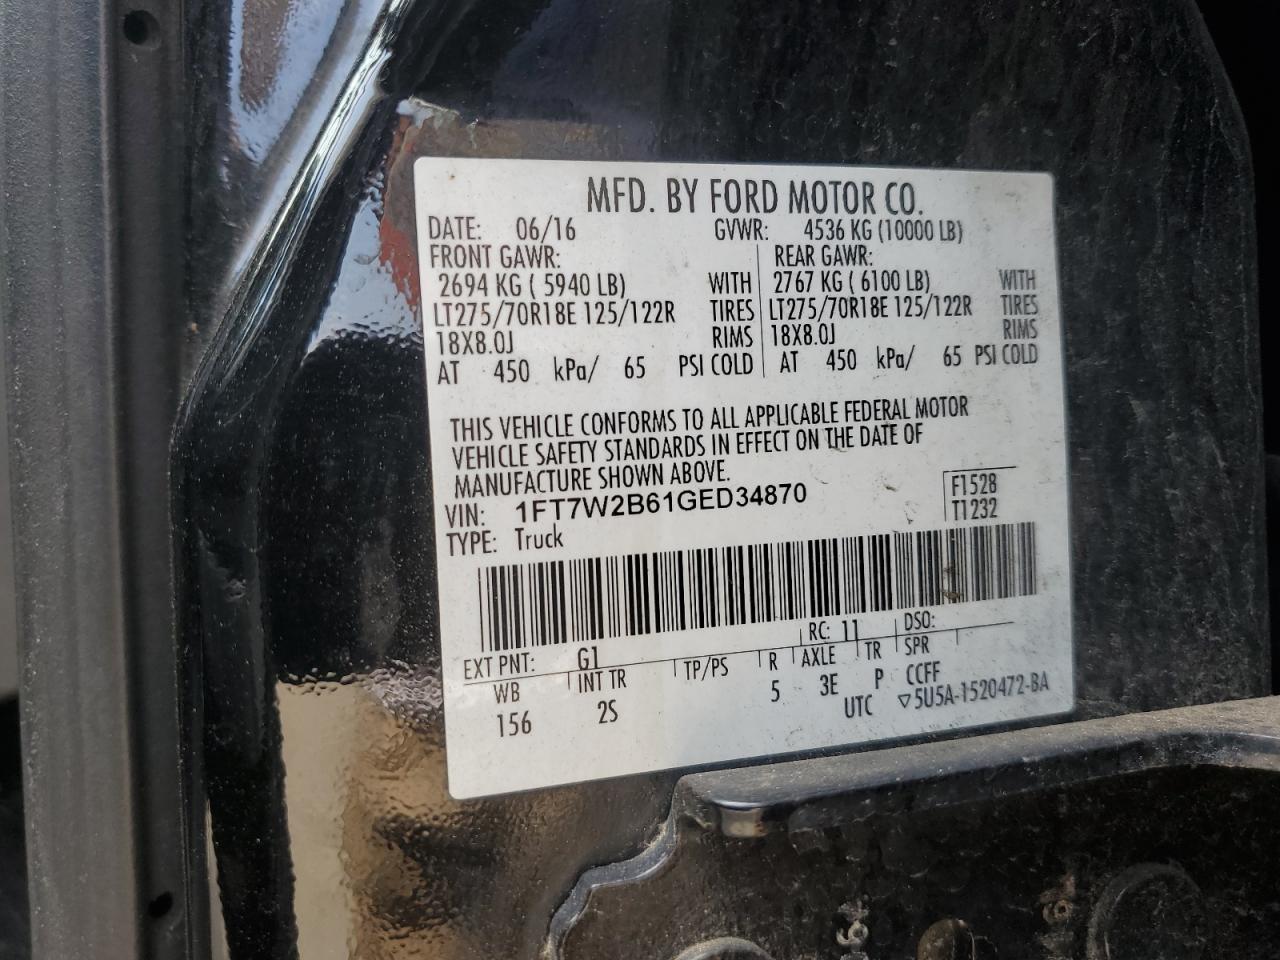 MFD. BY FORD MOTOR CO.
DATE: 06/16 GVWR: 4536 KG (10000 LB)
FRONT GAWR: REAR GAWR:
2694 KG ( 5940 LB) WITH 2767 KG ( 6100 LB) WITH
LT275/70R18E 125/122R TIRES LT275/70R18E 125/122R TIRES
18X8.0J RIMS 18X8.0J RIMS
AT 450 kPa/ 65 PSI COLD AT 450 kPa/ 65 PSI COLD
THIS VEHICLE CONFORMS TO ALL APPLICABLE FEDERAL MOTOR
VEHICLE SAFETY STANDARDS IN EFFECT ON THE DATE OF
MANUFACTURE SHOWN ABOVE.
VIN: 1FT7W2B61GED34870 F1528
TYPE: Truck T1232
EXT PNT: G1 RC: 11 DSO:
WB INT TR TP/PS R AXLE TR SPR
156 2S 5 3E P CCFF
UTC ▽5U5A-1520472-BA